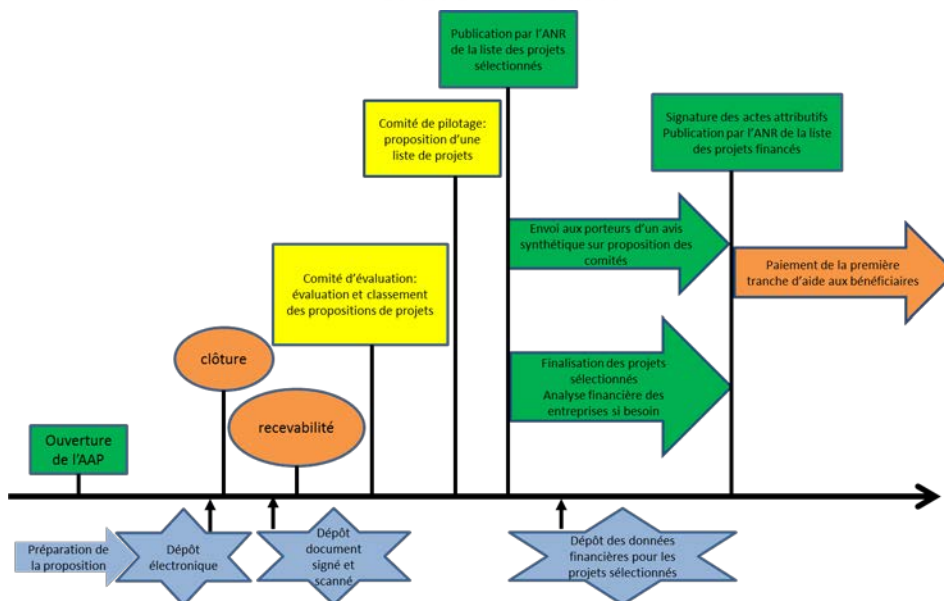 Publication par l'ANR
de la liste des projets
sélectionnés
Comité de pilotage:
proposition d'une
liste de projets
Signature des actes attributifs
Publication par l'ANR de la liste
des projets financés
Envoi aux porteurs d'un avis
synthétique sur proposition des
comités
Paiement de la première
tranche d'aide aux bénéficiaires
Comité d'évaluation:
évaluation et classement
des propositions de projets
clôture
Finalisation des projets
sélectionnés
Analyse financière des
entreprises si besoin
recevabilité
Ouverture
de l'AAP
Préparation de
la proposition
Dépôt
électronique
Dépôt
document
signé et
scanné
Dépôt des données
financières pour les
projets sélectionnés